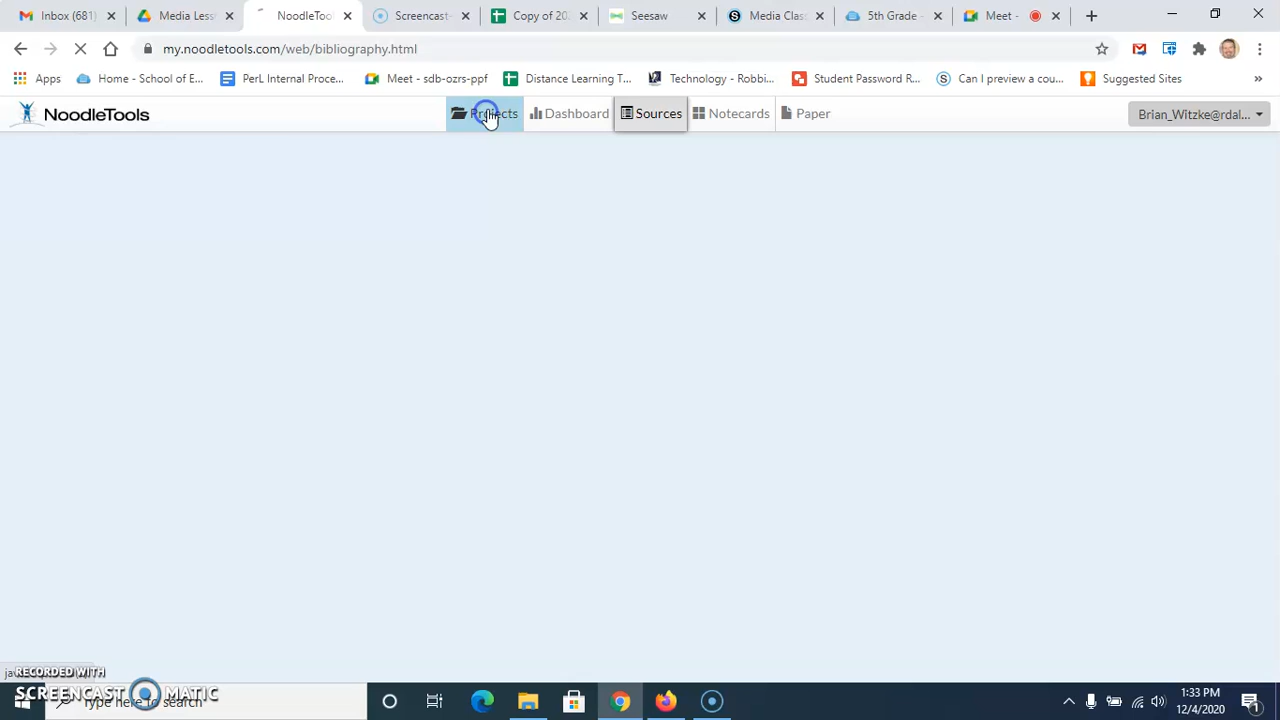 Inbox (681) Media Less NoodleToo Screencast- Copy of 202 Seesaw Media Clas 5th Grade - Meet -
my.noodletools.com/web/bibliography.html
Apps Home - School of E... PerL Internal Proce... Meet - sdb-ozrs-ppf Distance Learning T... Technology - Robbi... Student Password R... Can I preview a cou... Suggested Sites »
NoodleTools Projects Dashboard Sources Notecards Paper Brian_Witzke@rdal...
RECORDED WITH
SCREENCAST MATIC
Type here to search
1:33 PM
12/4/2020